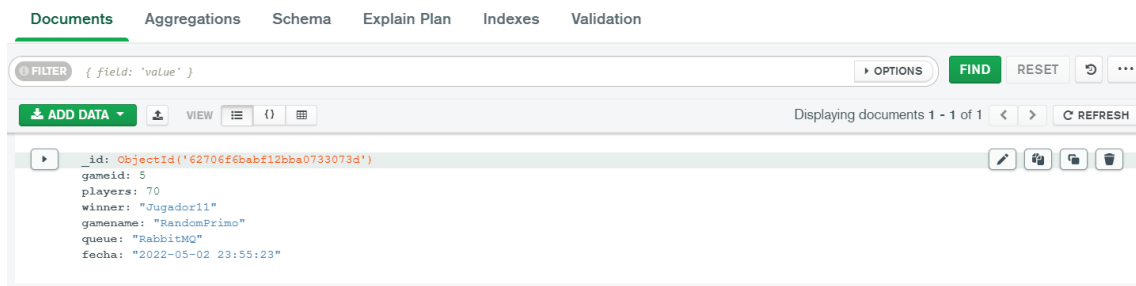 Documents Aggregations Schema Explain Plan Indexes Validation
FILTER { field: 'value' } OPTIONS FIND RESET ...
ADD DATA VIEW {} Displaying documents 1 - 1 of 1 < > REFRESH
_id: ObjectId('62706f6babf12bba0733073d')
gameid: 5
players: 70
winner: "Jugador11"
gamename: "RandomPrimo"
queue: "RabbitMQ"
fecha: "2022-05-02 23:55:23"